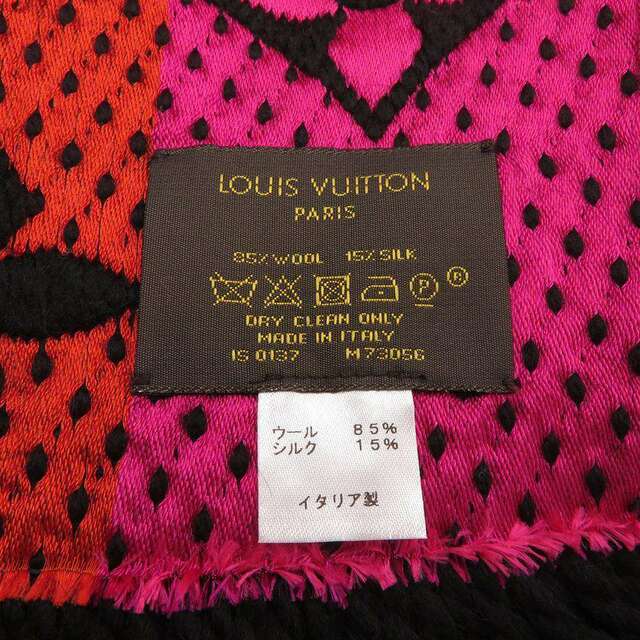 LOUIS VUITTON
PARIS
85% WOOL 15% SILK
P ®
DRY CLEAN ONLY
MADE IN ITALY
IS 0137 M73056
ウール 85%
シルク 15%
イタリア製